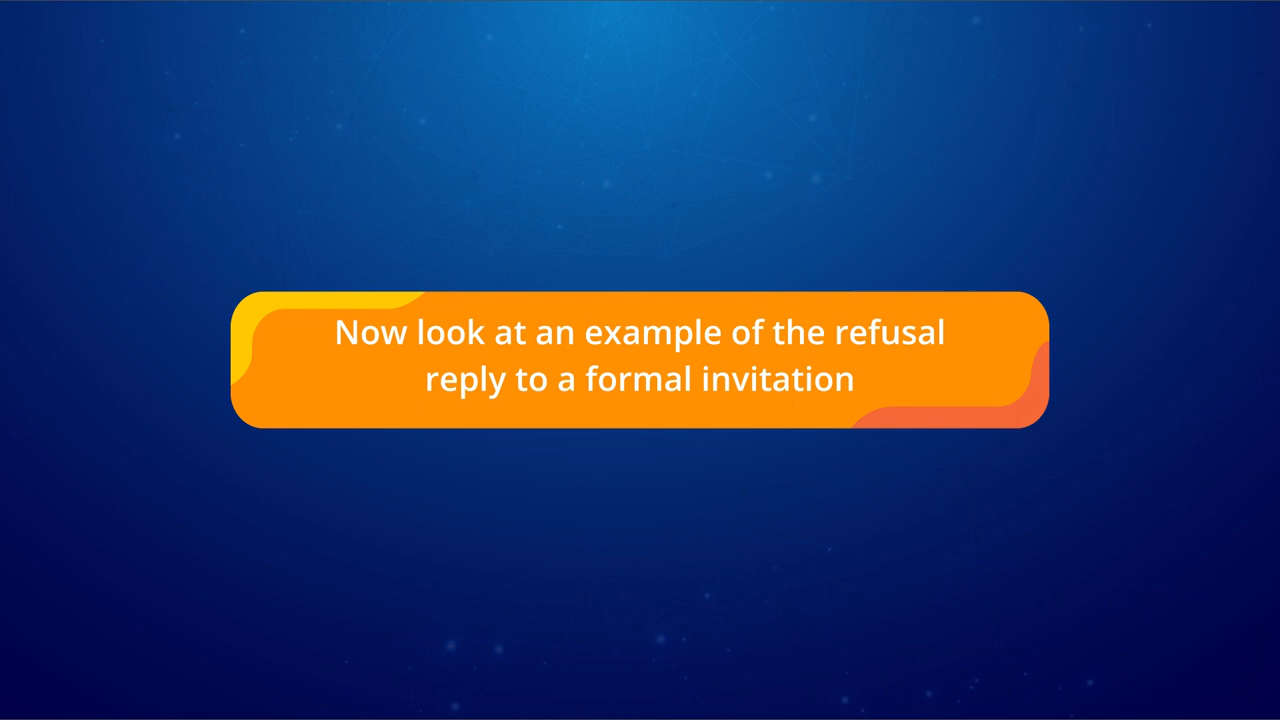 Now look at an example of the refusal
reply to a formal invitation